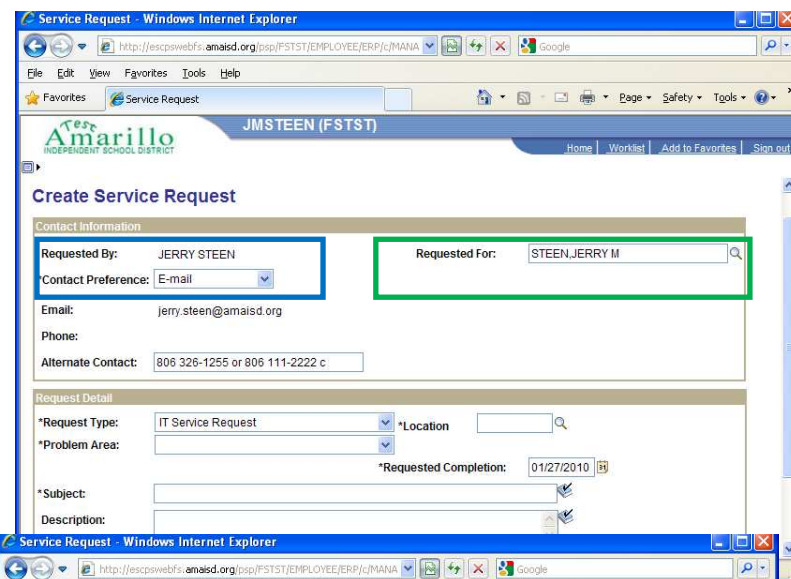 Service Request - Windows Internet Explorer
http://escpswebfs.amaisd.org/psp/FSTST/EMPLOYEE/ERP/c/MANA Google
File Edit View Favorites Tools Help
Favorites Service Request Page Safety Tools
Test
Amarillo JMSTEEN (FSTST)
INDEPENDENT SCHOOL DISTRICT Home Worklist Add to Favorites Sign out
Create Service Request
Contact Information
Requested By: JERRY STEEN Requested For: STEEN,JERRY M
*Contact Preference: E-mail
Email: jerry.steen@amaisd.org
Phone:
Alternate Contact: 806 326-1255 or 806 111-2222 c
Request Detail
*Request Type: IT Service Request *Location
*Problem Area:
*Requested Completion: 01/27/2010 31
*Subject:
Description:
Service Request - Windows Internet Explorer
http://escpswebfs.amaisd.org/psp/FSTST/EMPLOYEE/ERP/c/MANA Google